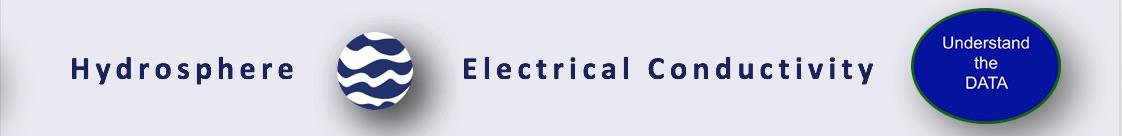 Hydrosphere
Electrical Conductivity
Understand
the
DATA